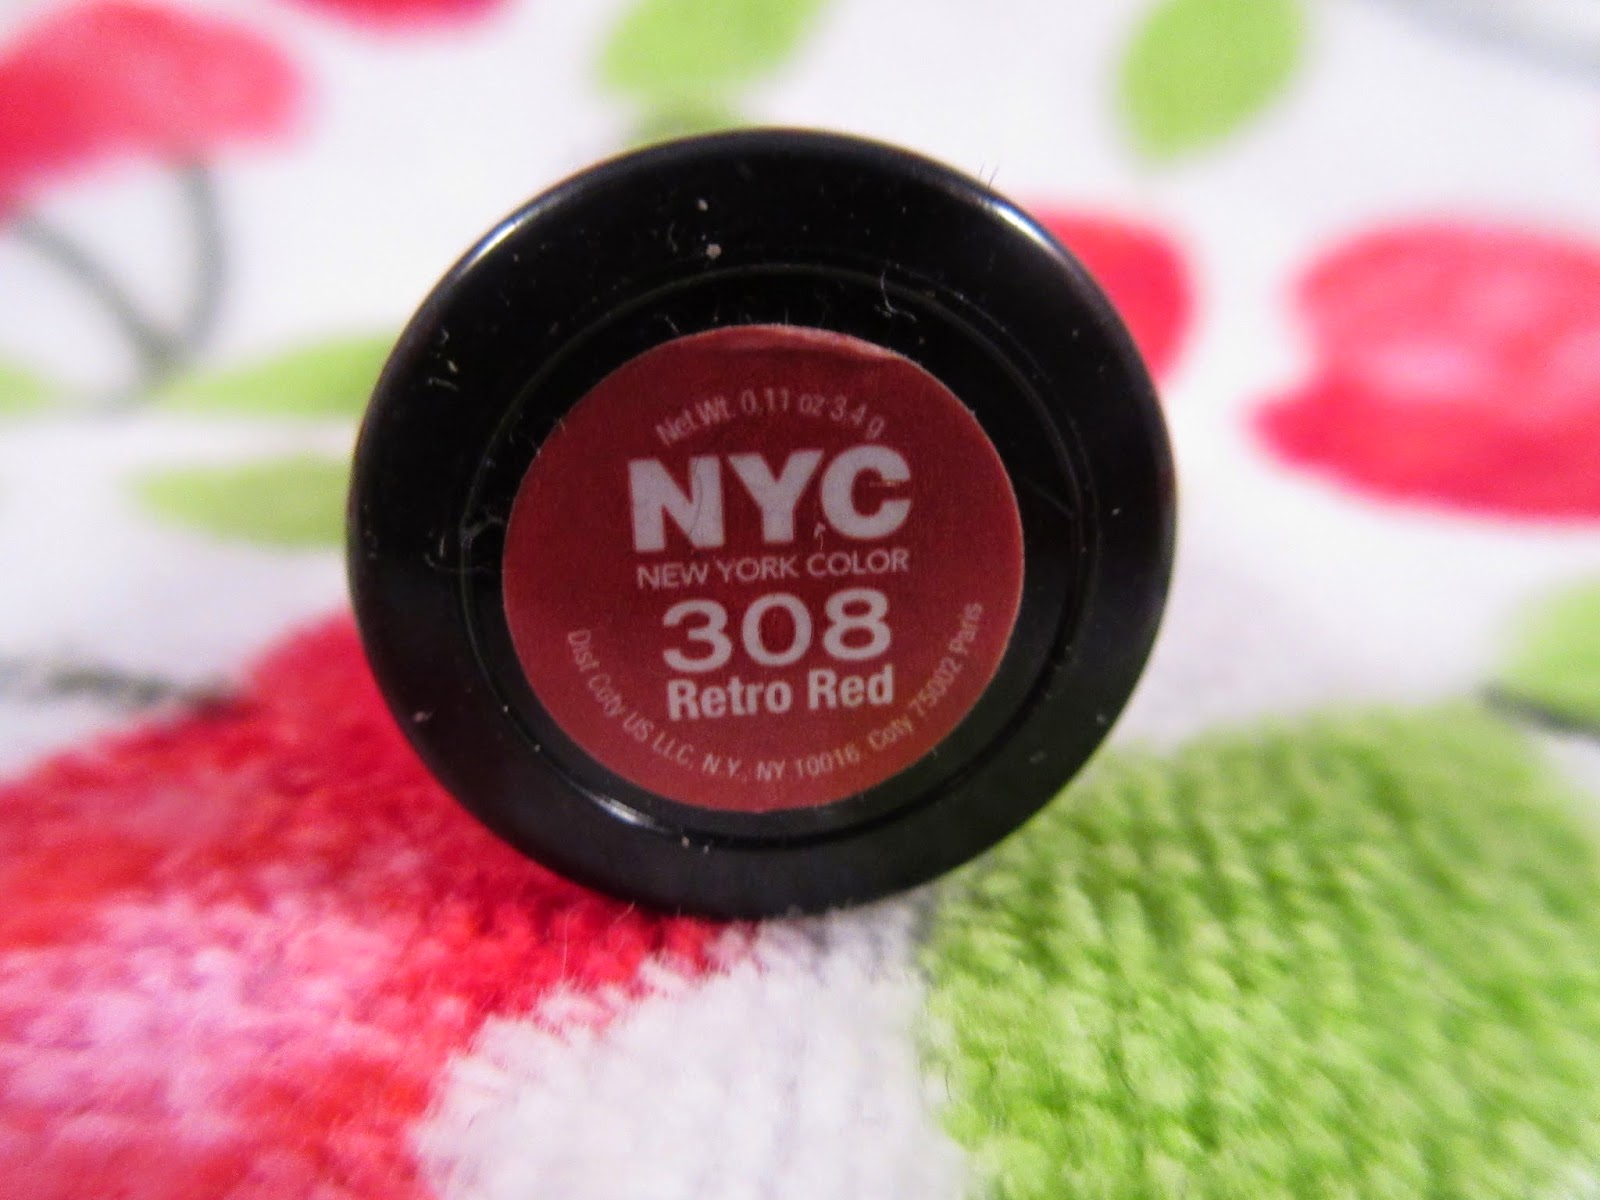 Net Wt. 0.11 oz 3.4 g
NYC
NEW YORK COLOR
308
Retro Red
Dist Coty US LLC, N.Y., NY 10016 Coty 75002 Paris